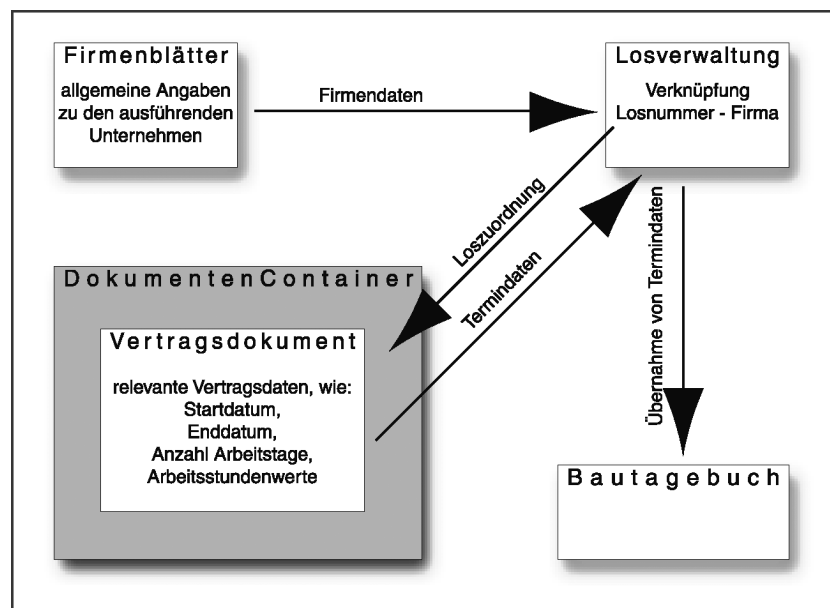 Firmenblätter
allgemeine Angaben
zu den ausführenden
Unternehmen
Firmendaten
Losverwaltung
Verknüpfung
Losnummer - Firma
Loszuordnung
Termindaten
Übernahme von Termindaten
DokumentenContainer
Vertragsdokument
relevante Vertragsdaten, wie:
Startdatum,
Enddatum,
Anzahl Arbeitstage,
Arbeitsstundenwerte
Bautagebuch